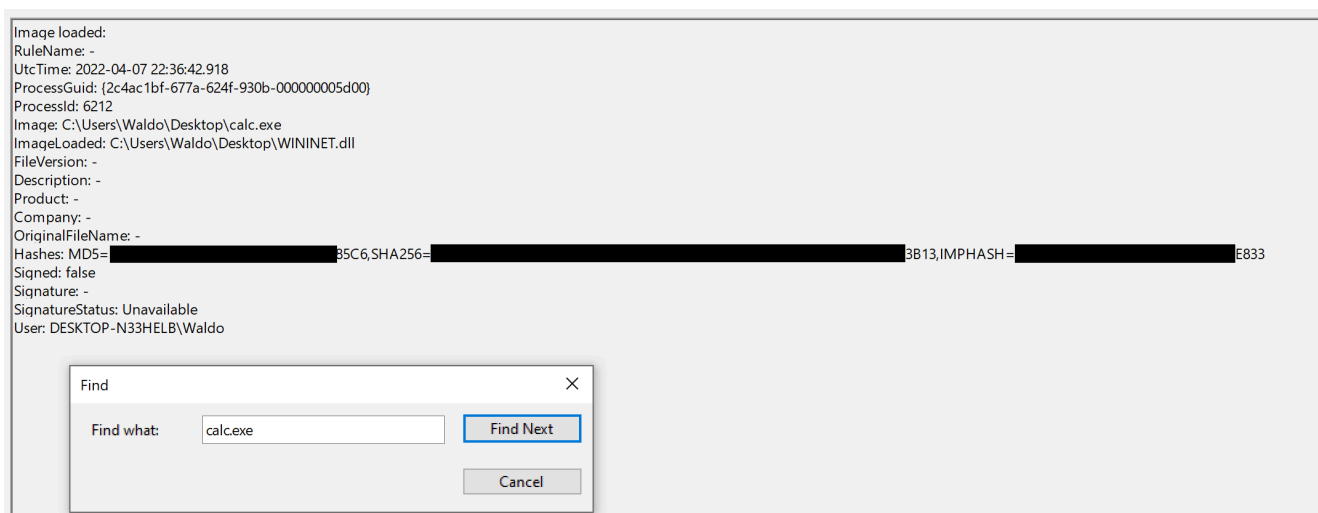 Image loaded:
RuleName: -
UtcTime: 2022-04-07 22:36:42.918
ProcessGuid: {2c4ac1bf-677a-624f-930b-000000005d00}
ProcessId: 6212
Image: C:\Users\Waldo\Desktop\calc.exe
ImageLoaded: C:\Users\Waldo\Desktop\WININET.dll
FileVersion: -
Description: -
Product: -
Company: -
OriginalFileName: -
Hashes: MD5= 85C6,SHA256= 3B13,IMPHASH= E833
Signed: false
Signature: -
SignatureStatus: Unavailable
User: DESKTOP-N33HELB\Waldo
Find
Find what: calc.exe Find Next
Cancel